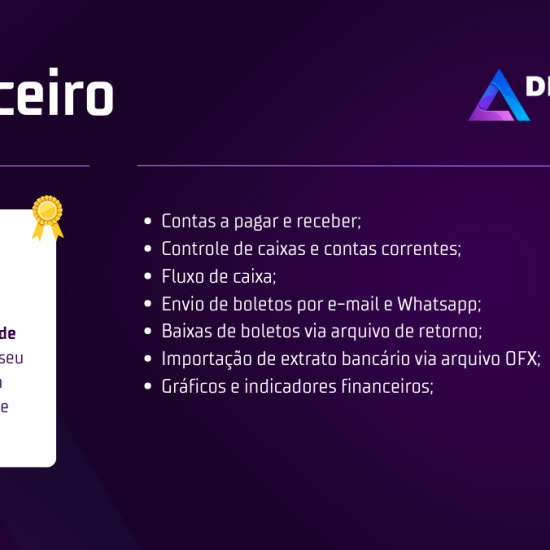 ceiro
DE
de
seu
e
Contas a pagar e receber;
Controle de caixas e contas correntes;
Fluxo de caixa;
Envio de boletos por e-mail e Whatsapp;
Baixas de boletos via arquivo de retorno;
Importação de extrato bancário via arquivo OFX;
Gráficos e indicadores financeiros;